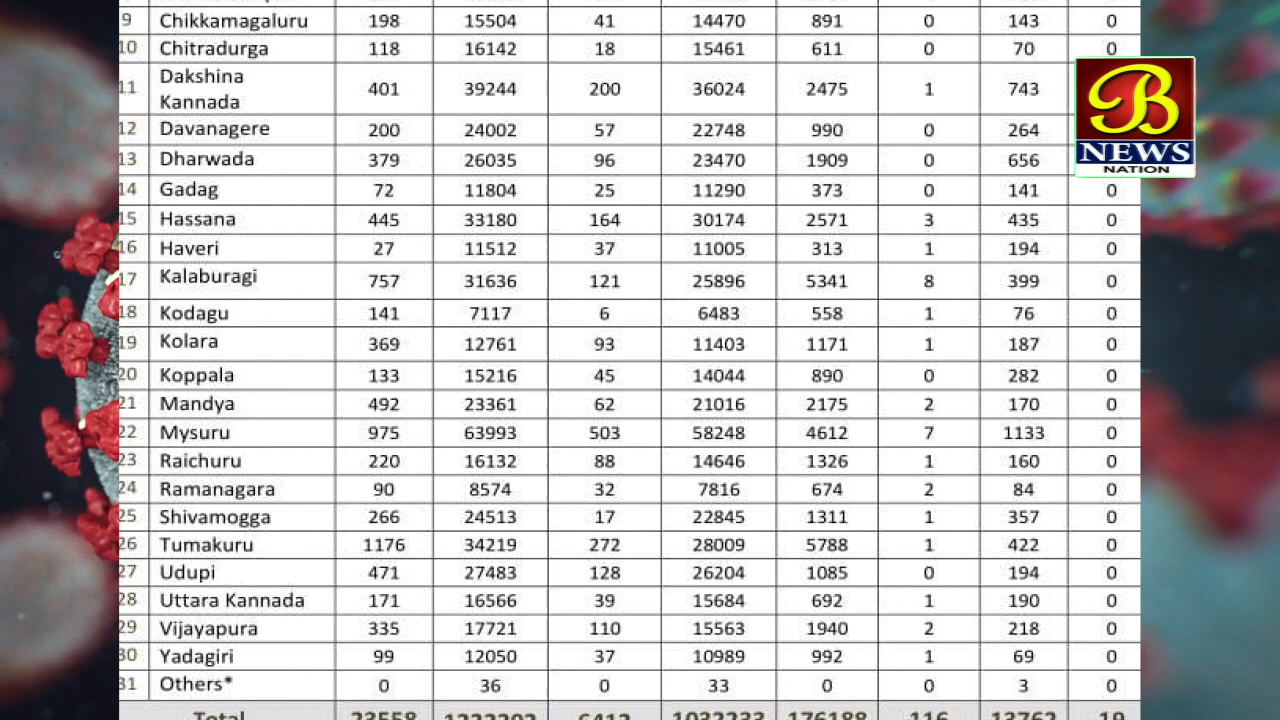 9 Chikkamagaluru 198 15504 41 14470 891 0 143 0
10 Chitradurga 118 16142 18 15461 611 0 70 0
11 Dakshina Kannada 401 39244 200 36024 2475 1 743 0
12 Davanagere 200 24002 57 22748 990 0 264
13 Dharwada 379 26035 96 23470 1909 0 656
14 Gadag 72 11804 25 11290 373 0 141 0
15 Hassana 445 33180 164 30174 2571 3 435 0
16 Haveri 27 11512 37 11005 313 1 194 0
17 Kalaburagi 757 31636 121 25896 5341 8 399 0
18 Kodagu 141 7117 6 6483 558 1 76 0
19 Kolara 369 12761 93 11403 1171 1 187 0
20 Koppala 133 15216 45 14044 890 0 282 0
21 Mandya 492 23361 62 21016 2175 2 170 0
22 Mysuru 975 63993 503 58248 4612 7 1133 0
23 Raichuru 220 16132 88 14646 1326 1 160 0
24 Ramanagara 90 8574 32 7816 674 2 84 0
25 Shivamogga 266 24513 17 22845 1311 1 357 0
26 Tumakuru 1176 34219 272 28009 5788 1 422 0
27 Udupi 471 27483 128 26204 1085 0 194 0
28 Uttara Kannada 171 16566 39 15684 692 1 190 0
29 Vijayapura 335 17721 110 15563 1940 2 218 0
30 Yadagiri 99 12050 37 10989 992 1 69 0
31 Others* 0 36 0 33 0 0 3 0
Total 23558 6412 176188 116 13762 19
B
NEWS
NATION